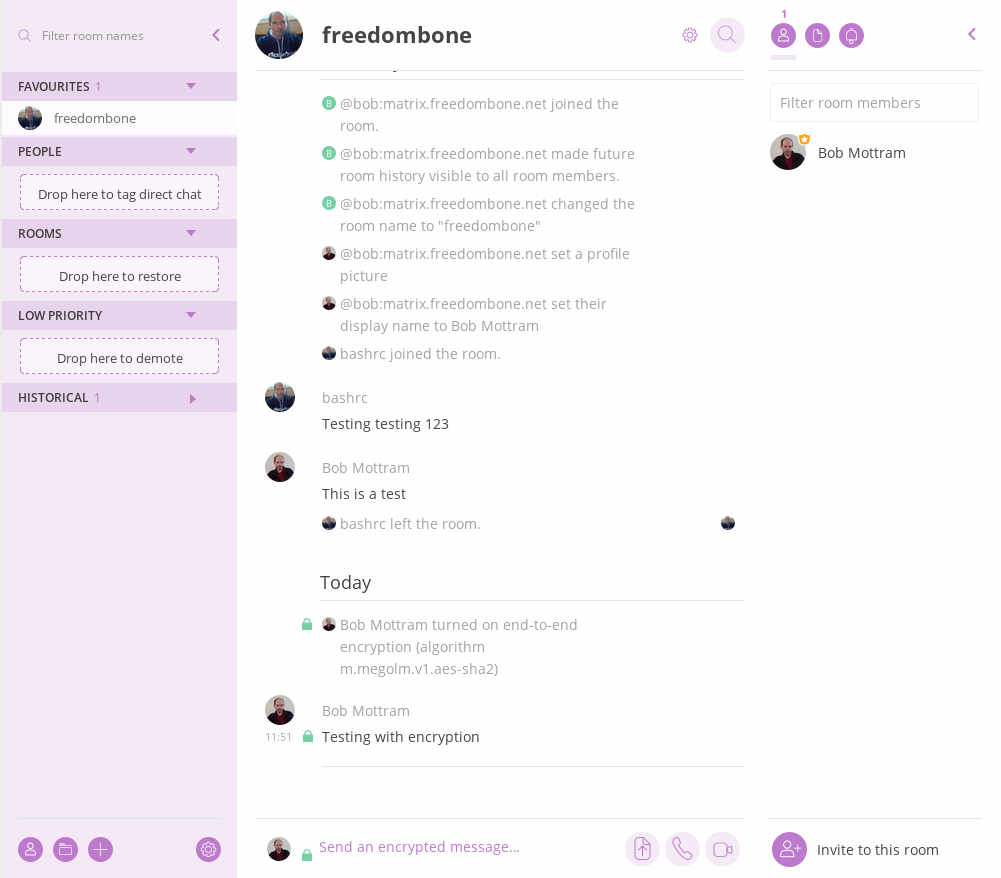 Filter room names
FAVOURITES 1
freedombone
PEOPLE
Drop here to tag direct chat
ROOMS
Drop here to restore
LOW PRIORITY
Drop here to demote
HISTORICAL 1
freedombone
B @bob:matrix.freedombone.net joined the
room.
B @bob:matrix.freedombone.net made future
room history visible to all room members.
B @bob:matrix.freedombone.net changed the
room name to "freedombone"
@bob:matrix.freedombone.net set a profile
picture
@bob:matrix.freedombone.net set their
display name to Bob Mottram
bashrc joined the room.
bashrc
Testing testing 123
Bob Mottram
This is a test
bashrc left the room.
Today
Bob Mottram turned on end-to-end
encryption (algorithm
m.megolm.v1.aes-sha2)
Bob Mottram
11:51 Testing with encryption
Send an encrypted message…
1
Filter room members
Bob Mottram
Invite to this room